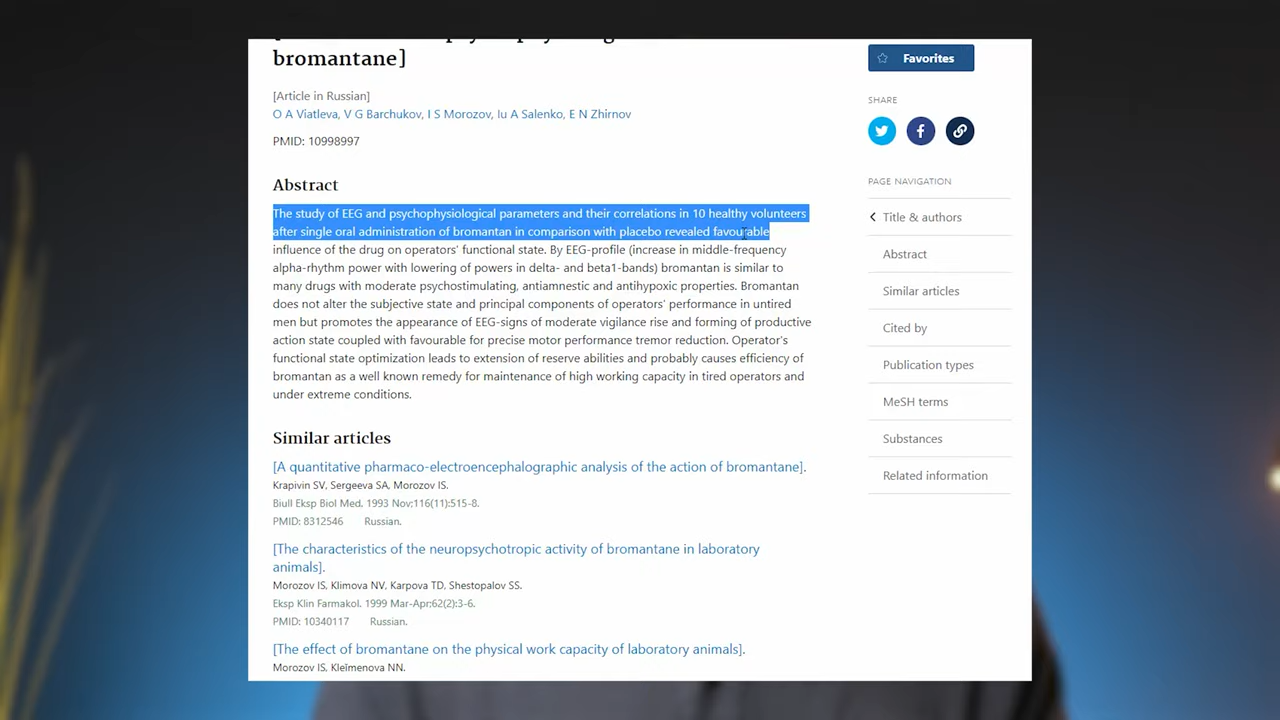 bromantane]
[Article in Russian]
O A Viatleva, V G Barchukov, I S Morozov, Iu A Salenko, E N Zhirnov
PMID: 10998997
Abstract
The study of EEG and psychophysiological parameters and their correlations in 10 healthy volunteers
after single oral administration of bromantan in comparison with placebo revealed favourable
influence of the drug on operators' functional state. By EEG-profile (increase in middle-frequency
alpha-rhythm power with lowering of powers in delta- and beta1-bands) bromantan is similar to
many drugs with moderate psychostimulating, antiamnestic and antihypoxic properties. Bromantan
does not alter the subjective state and principal components of operators' performance in untired
men but promotes the appearance of EEG-signs of moderate vigilance rise and forming of productive
action state coupled with favourable for precise motor performance tremor reduction. Operator's
functional state optimization leads to extension of reserve abilities and probably causes efficiency of
bromantan as a well known remedy for maintenance of high working capacity in tired operators and
under extreme conditions.
Similar articles
[A quantitative pharmaco-electroencephalographic analysis of the action of bromantane].
Krapivin SV, Sergeeva SA, Morozov IS.
Biull Eksp Biol Med. 1993 Nov;116(11):515-8.
PMID: 8312546 Russian.
[The characteristics of the neuropsychotropic activity of bromantane in laboratory
animals].
Morozov IS, Klimova NV, Karpova TD, Shestopalov SS.
Eksp Klin Farmakol. 1999 Mar-Apr;62(2):3-6.
PMID: 10340117 Russian.
[The effect of bromantane on the physical work capacity of laboratory animals].
Morozov IS, Kleĭmenova NN.
Favorites
SHARE
PAGE NAVIGATION
Title & authors
Abstract
Similar articles
Cited by
Publication types
MeSH terms
Substances
Related information